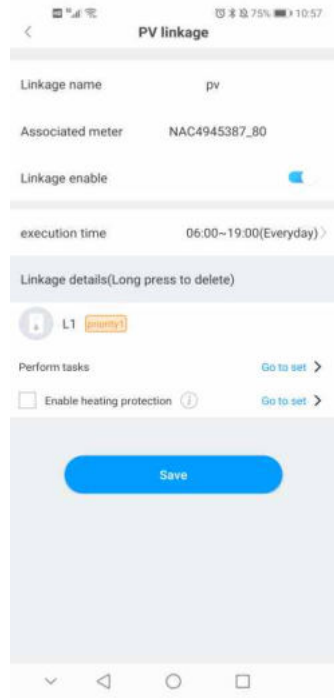 75% 10:57
PV linkage
Linkage name pv
Associated meter NAC4945387_80
Linkage enable
execution time 06:00~19:00(Everyday)
Linkage details(Long press to delete)
L1 priority1
Perform tasks Go to set
Enable heating protection i Go to set
Save